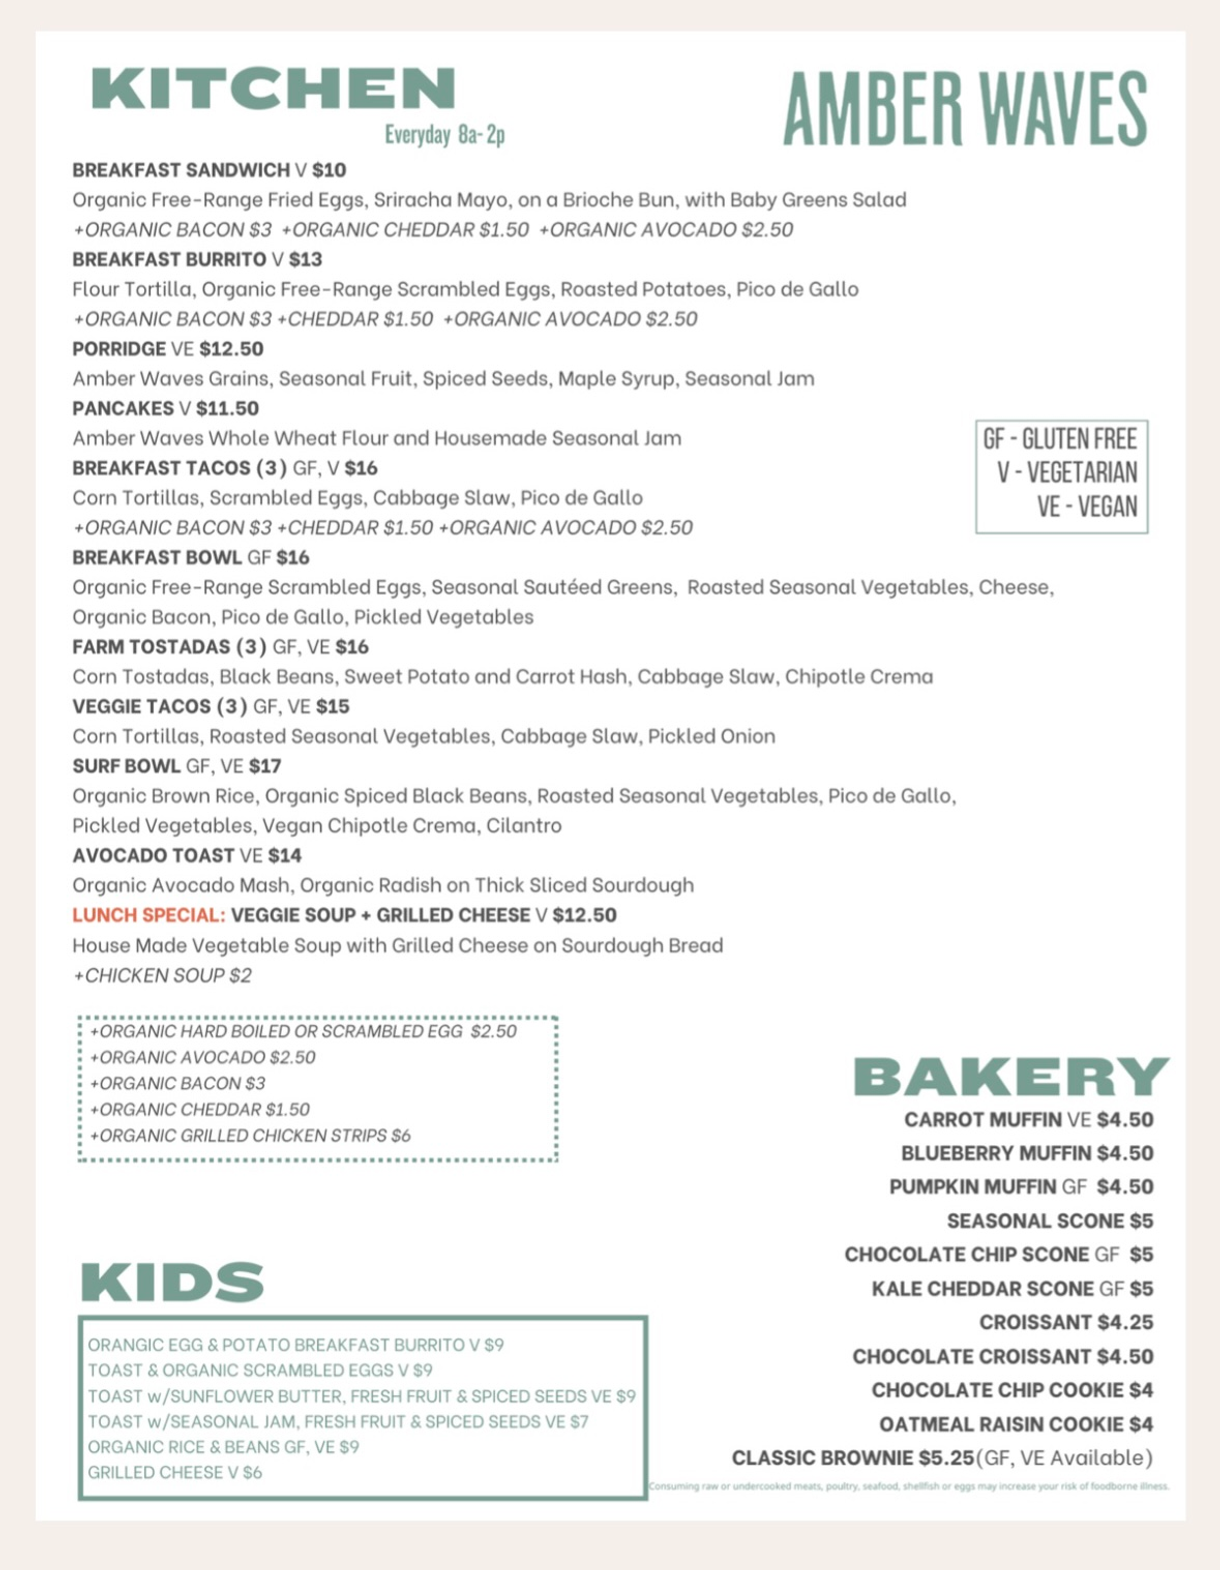 KITCHEN
AMBER WAVES
Everyday 8a-2p
BREAKFAST SANDWICH V $10
Organic Free-Range Fried Eggs, Sriracha Mayo, on a Brioche Bun, with Baby Greens Salad
+ORGANIC BACON $3 +ORGANIC CHEDDAR $1.50 +ORGANIC AVOCADO $2.50
BREAKFAST BURRITO V $13
Flour Tortilla, Organic Free-Range Scrambled Eggs, Roasted Potatoes, Pico de Gallo
+ORGANIC BACON $3 +CHEDDAR $1.50 +ORGANIC AVOCADO $2.50
PORRIDGE VE $12.50
Amber Waves Grains, Seasonal Fruit, Spiced Seeds, Maple Syrup, Seasonal Jam
PANCAKES V $11.50
Amber Waves Whole Wheat Flour and Housemade Seasonal Jam
BREAKFAST TACOS (3) GF, V $16
Corn Tortillas, Scrambled Eggs, Cabbage Slaw, Pico de Gallo
+ORGANIC BACON $3 +CHEDDAR $1.50 +ORGANIC AVOCADO $2.50
BREAKFAST BOWL GF $16
Organic Free-Range Scrambled Eggs, Seasonal Sautéed Greens, Roasted Seasonal Vegetables, Cheese,
Organic Bacon, Pico de Gallo, Pickled Vegetables
FARM TOSTADAS (3) GF, VE $16
Corn Tostadas, Black Beans, Sweet Potato and Carrot Hash, Cabbage Slaw, Chipotle Crema
VEGGIE TACOS (3) GF, VE $15
Corn Tortillas, Roasted Seasonal Vegetables, Cabbage Slaw, Pickled Onion
SURF BOWL GF, VE $17
Organic Brown Rice, Organic Spiced Black Beans, Roasted Seasonal Vegetables, Pico de Gallo,
Pickled Vegetables, Vegan Chipotle Crema, Cilantro
AVOCADO TOAST VE $14
Organic Avocado Mash, Organic Radish on Thick Sliced Sourdough
LUNCH SPECIAL: VEGGIE SOUP + GRILLED CHEESE V $12.50
House Made Vegetable Soup with Grilled Cheese on Sourdough Bread
+CHICKEN SOUP $2
GF - GLUTEN FREE
V - VEGETARIAN
VE - VEGAN
+ORGANIC HARD BOILED OR SCRAMBLED EGG $2.50
+ORGANIC AVOCADO $2.50
+ORGANIC BACON $3
+ORGANIC CHEDDAR $1.50
+ORGANIC GRILLED CHICKEN STRIPS $6
KIDS
ORANGIC EGG & POTATO BREAKFAST BURRITO V $9
TOAST & ORGANIC SCRAMBLED EGGS V $9
TOAST w/SUNFLOWER BUTTER, FRESH FRUIT & SPICED SEEDS VE $9
TOAST w/SEASONAL JAM, FRESH FRUIT & SPICED SEEDS VE $7
ORGANIC RICE & BEANS GF, VE $9
GRILLED CHEESE V $6
BAKERY
CARROT MUFFIN VE $4.50
BLUEBERRY MUFFIN $4.50
PUMPKIN MUFFIN GF $4.50
SEASONAL SCONE $5
CHOCOLATE CHIP SCONE GF $5
KALE CHEDDAR SCONE GF $5
CROISSANT $4.25
CHOCOLATE CROISSANT $4.50
CHOCOLATE CHIP COOKIE $4
OATMEAL RAISIN COOKIE $4
CLASSIC BROWNIE $5.25(GF, VE Available)
Consuming raw or undercooked meats, poultry, seafood, shellfish or eggs may increase your risk of foodborne illness.